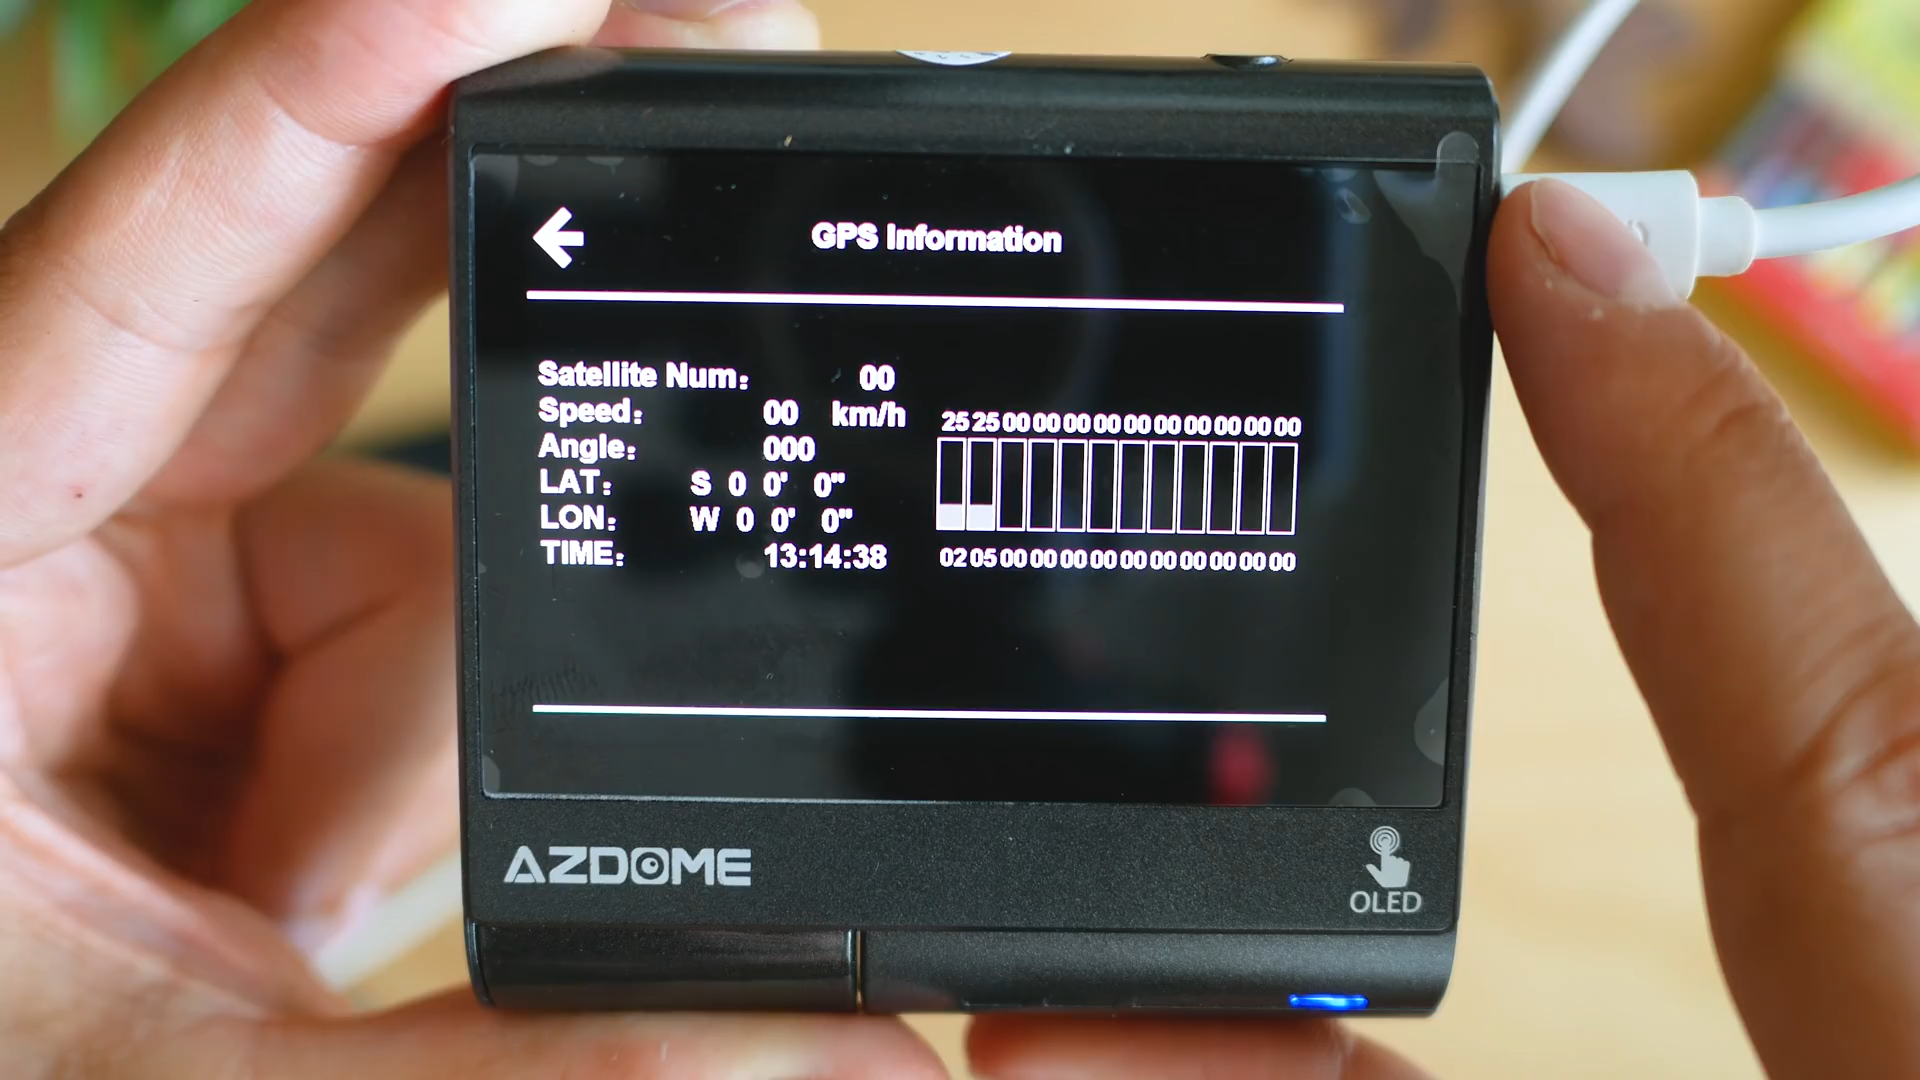 GPS Information
Satellite Num: 00
Speed: 00 km/h
Angle: 000
LAT: S 0 0' 0"
LON: W 0 0' 0"
TIME: 13:14:38
25 25 00 00 00 00 00 00 00 00 00 00
02 05 00 00 00 00 00 00 00 00 00 00
AZDOME
OLED